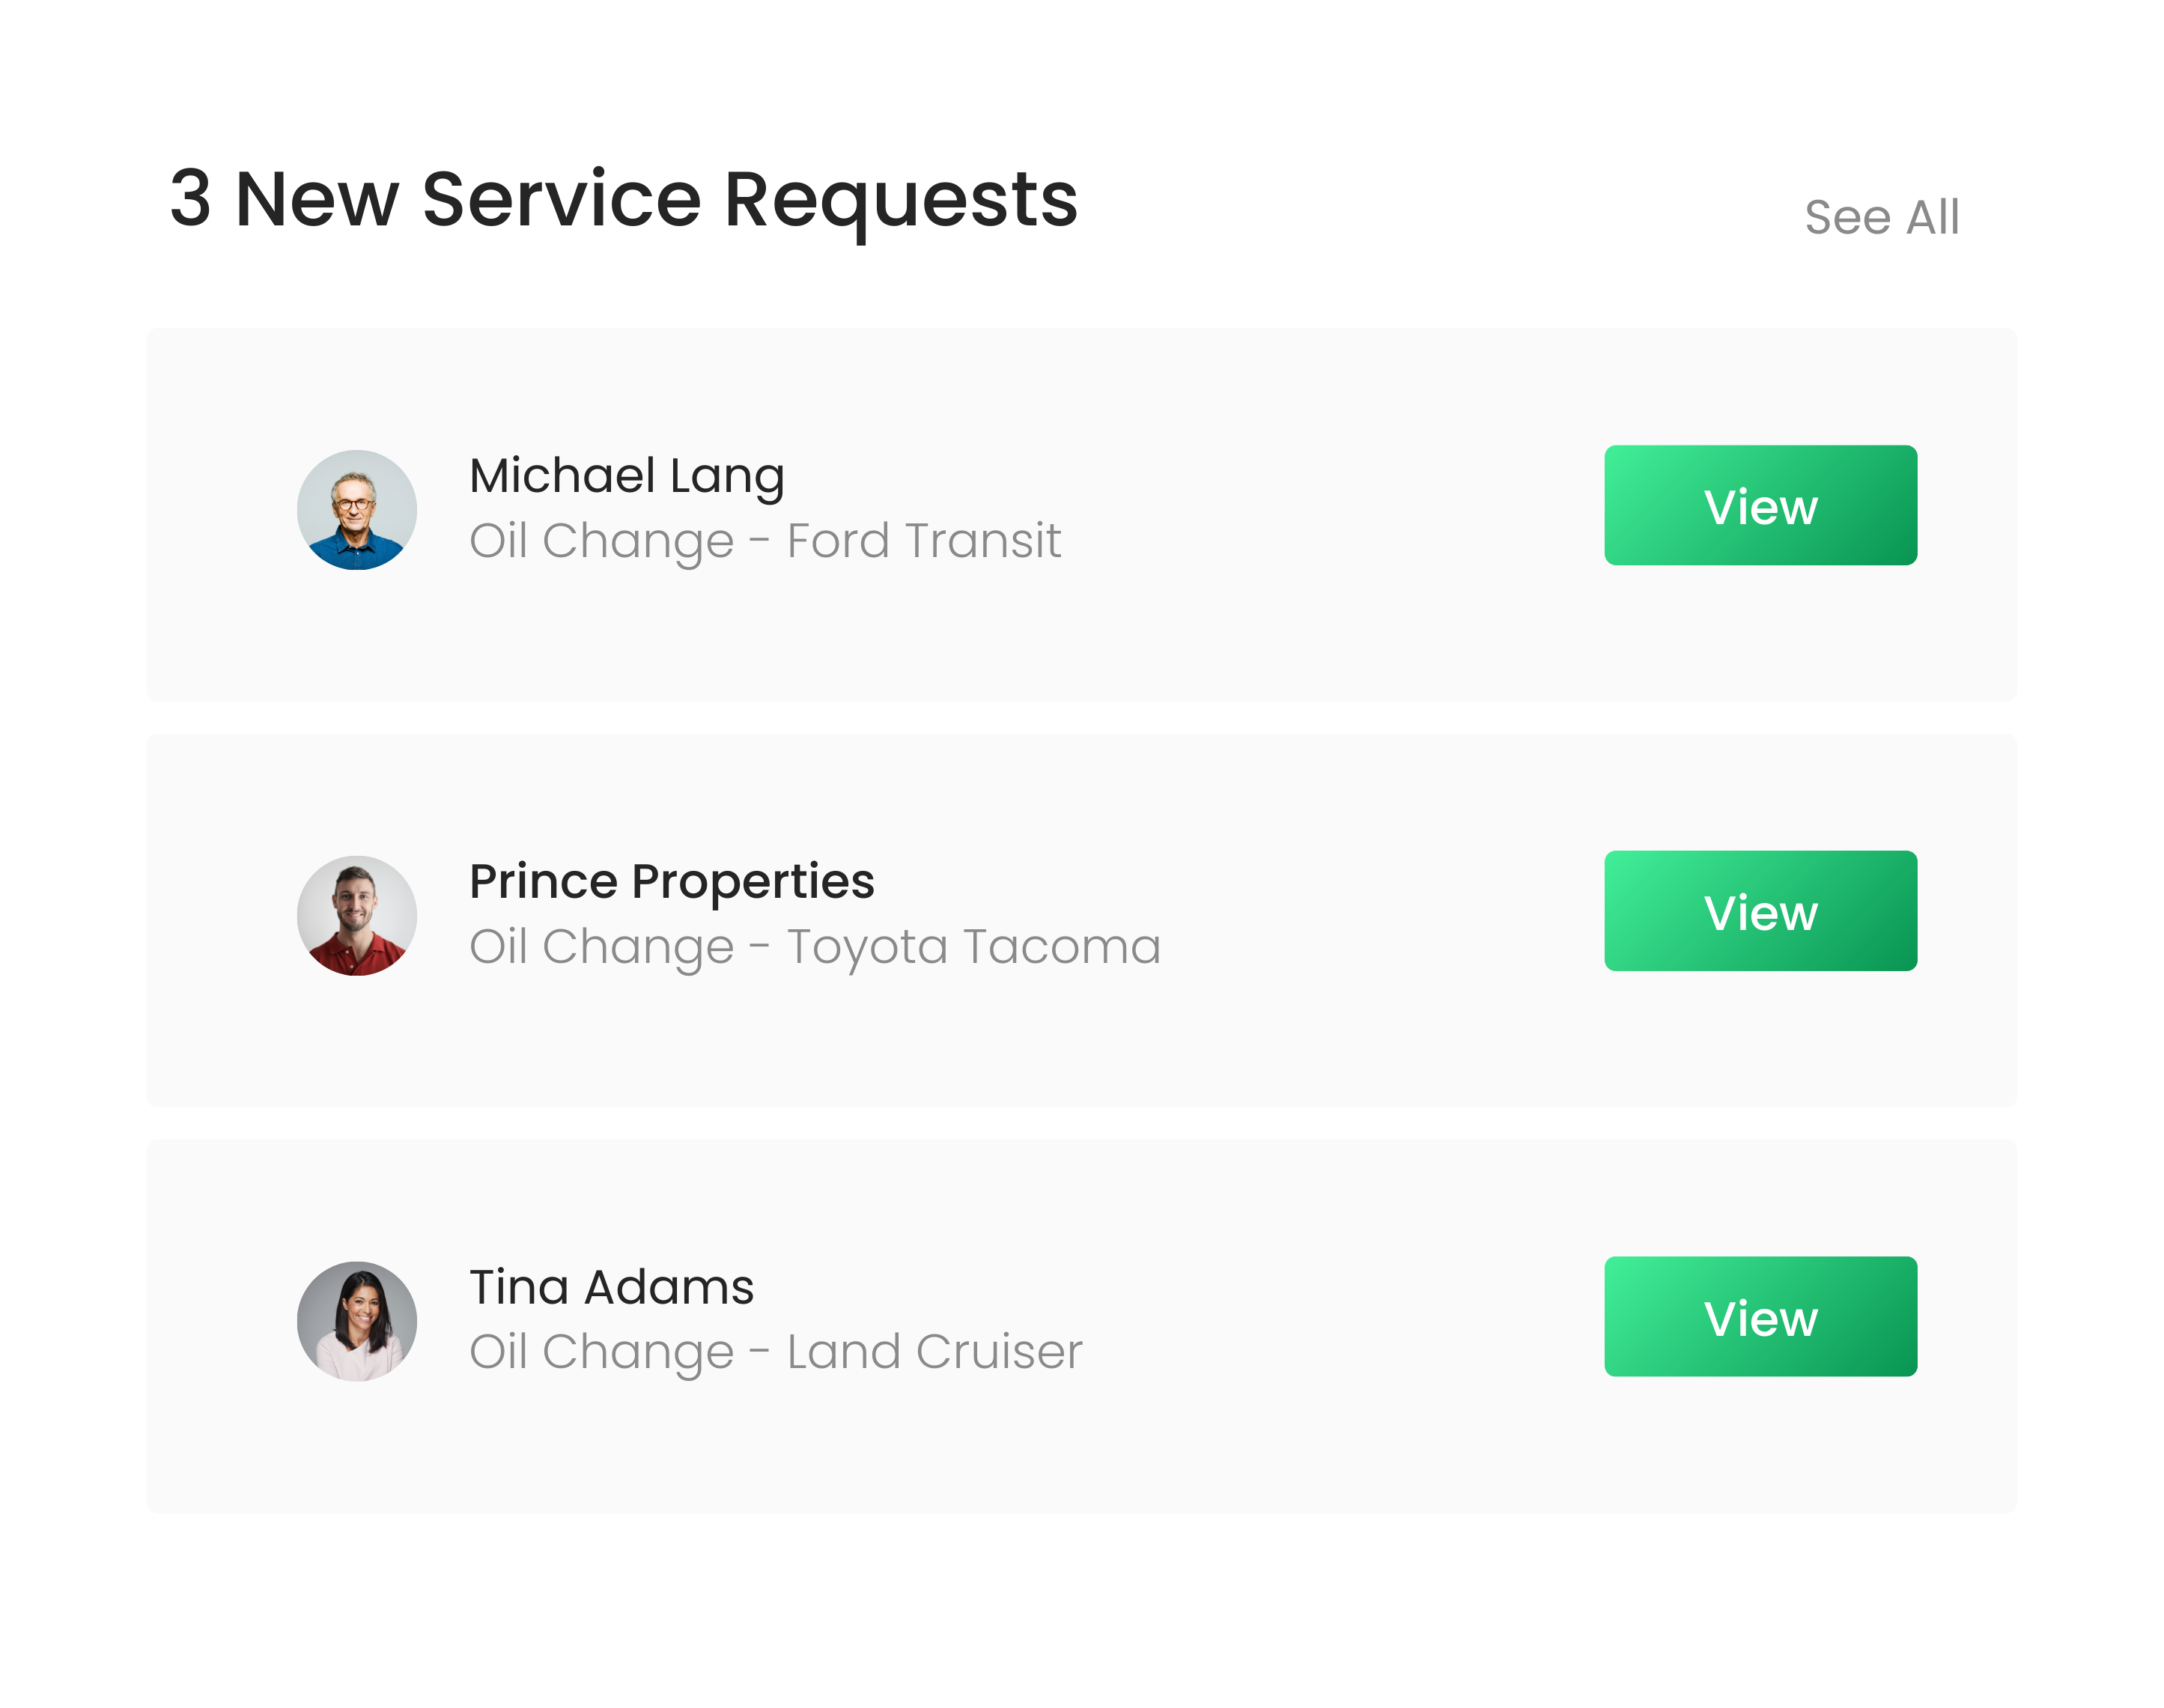 3 New Service Requests
See All
Michael Lang
Oil Change - Ford Transit
View
Prince Properties
Oil Change - Toyota Tacoma
View
Tina Adams
Oil Change - Land Cruiser
View